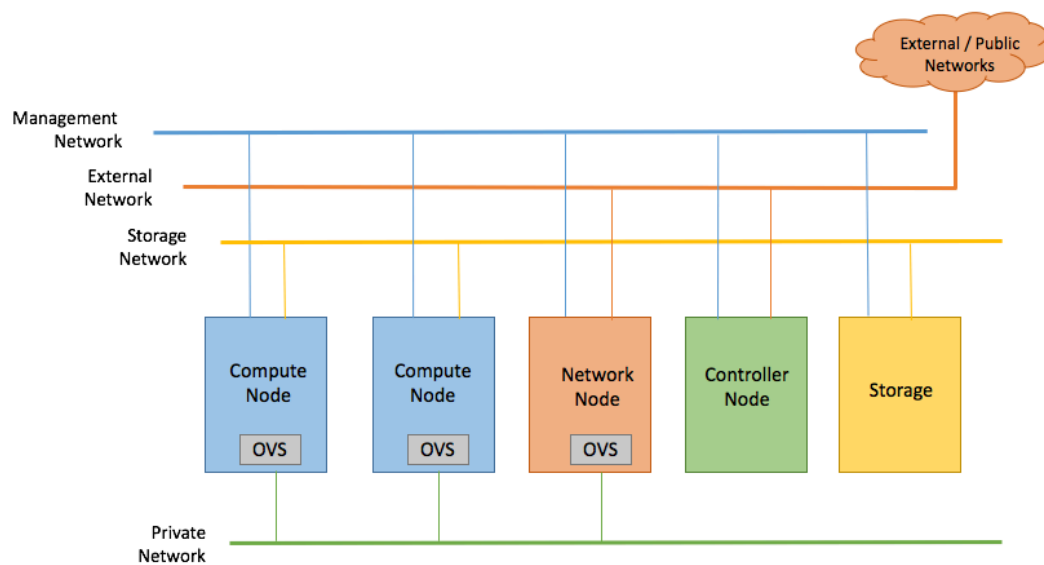 External / Public
Networks
Management
Network
External
Network
Storage
Network
Compute
Node
OVS
Compute
Node
OVS
Network
Node
OVS
Controller
Node
Storage
Private
Network